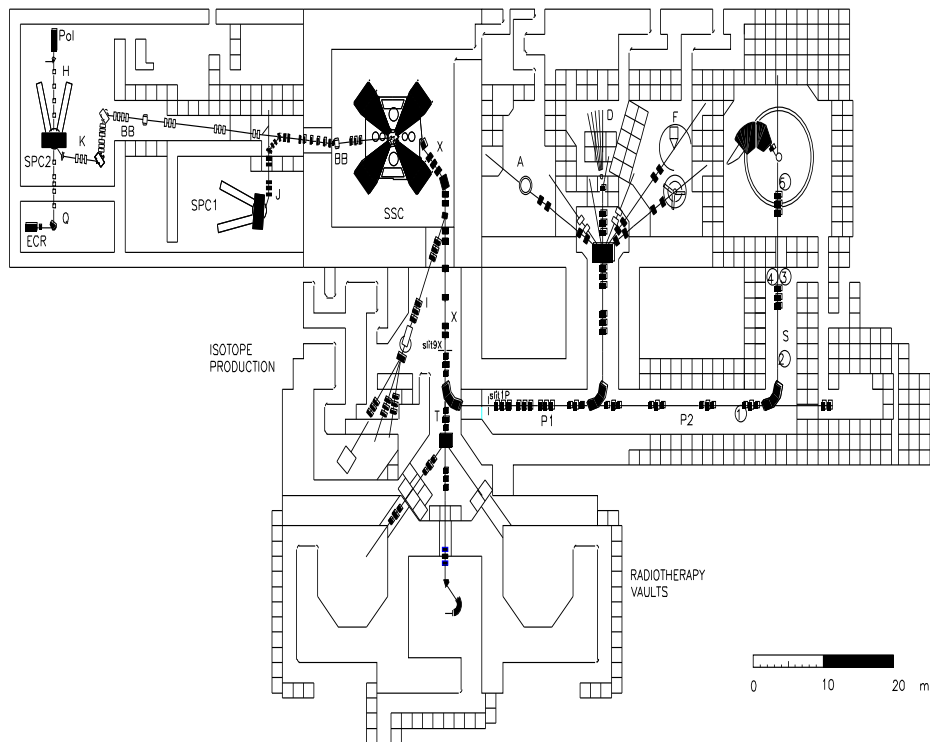 Pol
H
K
BB
SPC2
Q
ECR
SPC1
J
BB
SSC
X
A
D
F
6
4
3
S
2
I
X
slit9X
ISOTOPE
PRODUCTION
slit1P
T
P1
P2
1
RADIOTHERAPY
VAULTS
0
10
20
m